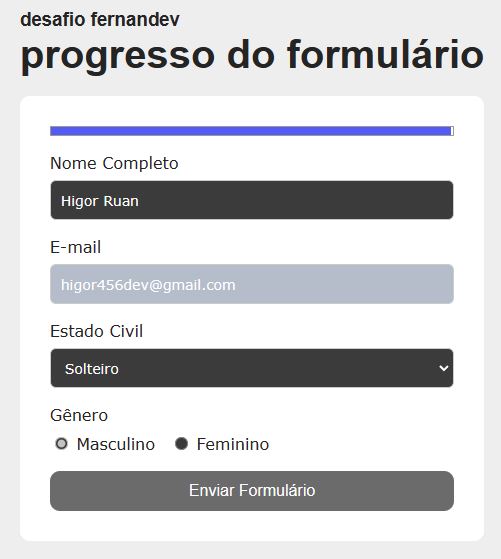 desafio fernandev
progresso do formulário
Nome Completo
Higor Ruan
E-mail
higor456dev@gmail.com
Estado Civil
Solteiro
Gênero
Masculino Feminino
Enviar Formulário